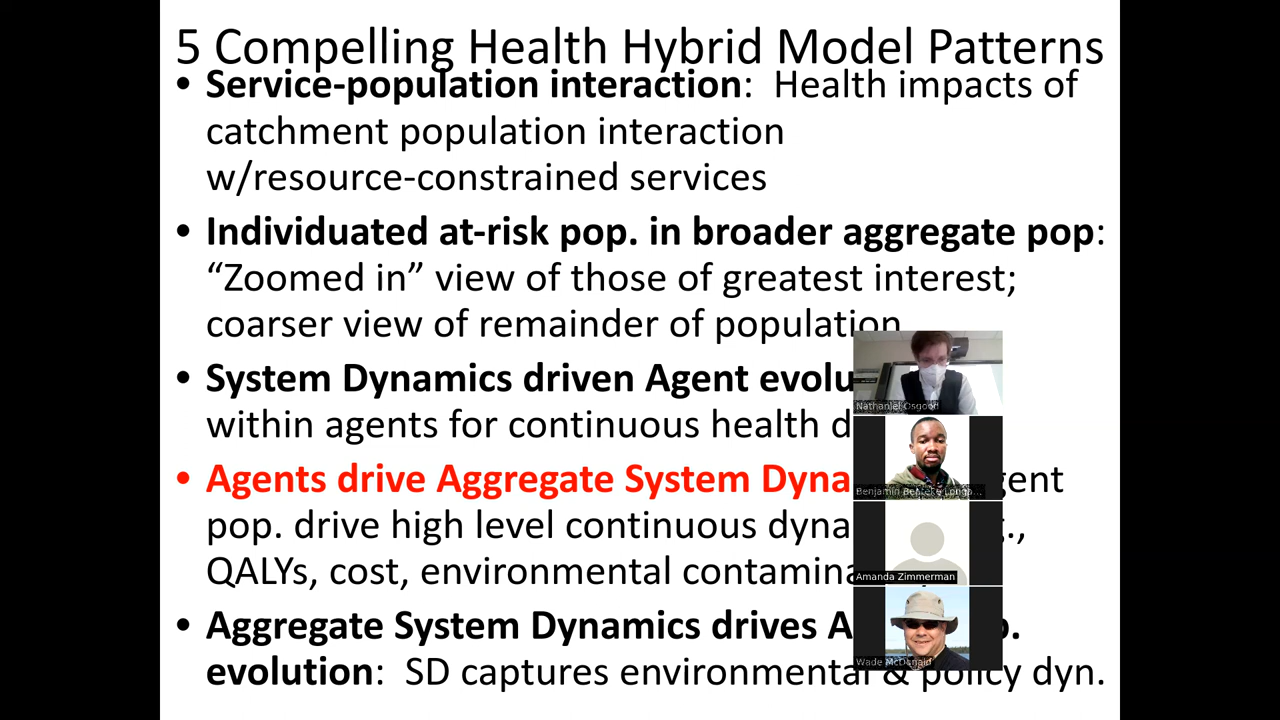 5 Compelling Health Hybrid Model Patterns
• Service-population interaction: Health impacts of
catchment population interaction
w/resource-constrained services
• Individuated at-risk pop. in broader aggregate pop:
“Zoomed in” view of those of greatest interest;
coarser view of remainder of population
• System Dynamics driven Agent evolu
within agents for continuous health d
• Agents drive Aggregate System Dyna gent
pop. drive high level continuous dyna .,
QALYs, cost, environmental contamina
• Aggregate System Dynamics drives A p.
evolution: SD captures environmental & policy dyn.
Nathaniel Osgood
Benjamin
Amanda Zimmerman
Wade McDonald